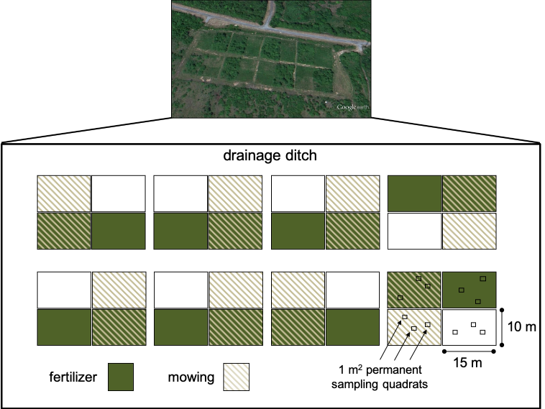 Google earth
drainage ditch
10 m
15 m
1 m² permanent
sampling quadrats
fertilizer
mowing